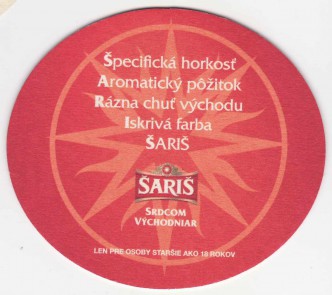 Špecifická horkosť
Aromatický pôžitok
Rázna chuť východu
Iskrivá farba
ŠARIŠ
ŠARIŠ
SRDCOM
VÝCHODNIAR
LEN PRE OSOBY STARŠIE AKO 18 ROKOV